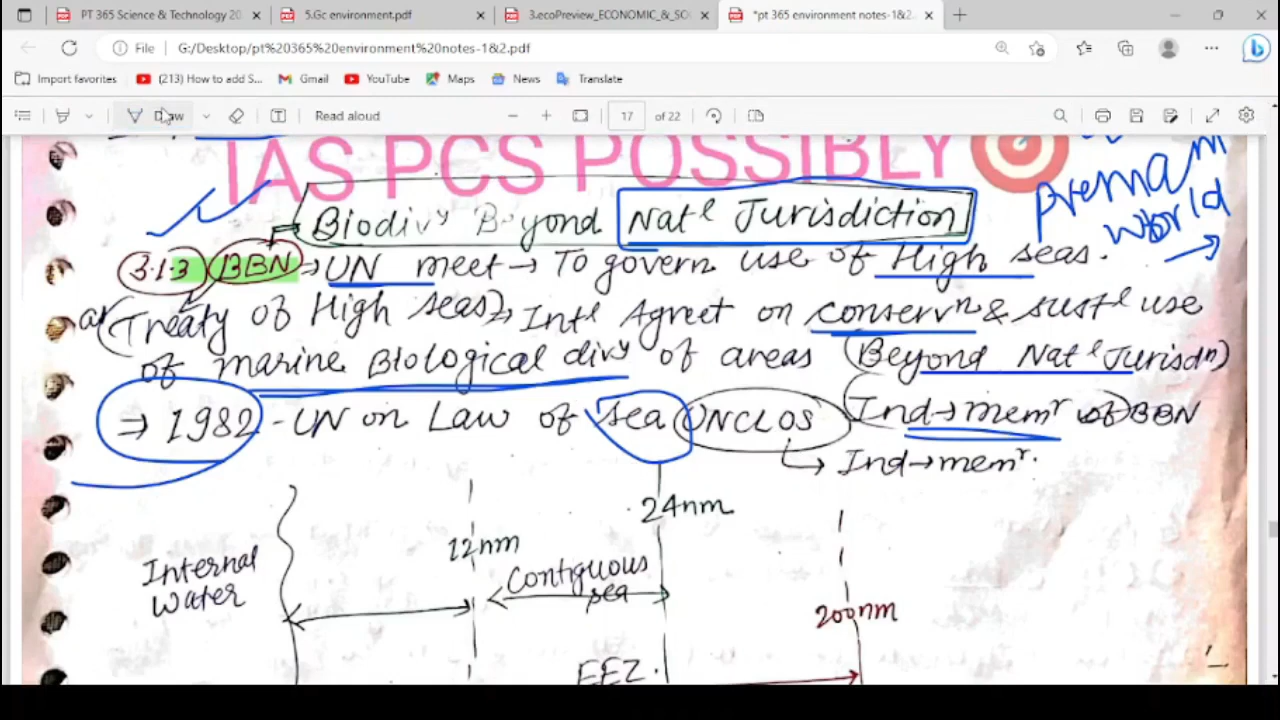 PT 365 Science & Technology 20
5.Gc environment.pdf
3.ecoPreview_ECONOMIC_&_SO
*pt 365 environment notes-1&2.
File
G:/Desktop/pt%20365%20environment%20notes-1&2.pdf
Import favorites
(213) How to add S...
Gmail
YouTube
Maps
News
Translate
Draw
Read aloud
17 of 22
IAS PCS POSSIBLY
prema m
world
Biodivy Beyond Natl Jurisdiction
3.1.3 BBN → UN meet → To govern use of High seas.
(Treaty of High seas) → Intl Agreet on conservn & sustl use
of marine Biological divy of areas (Beyond Natl Jurisdn)
⇒ 1982 - UN on Law of sea UNCLOS (Ind → memr of BBN
↳ Ind → memr.
24nm
12nm
Internal
water
Contiguous
sea
200nm
EEZ.